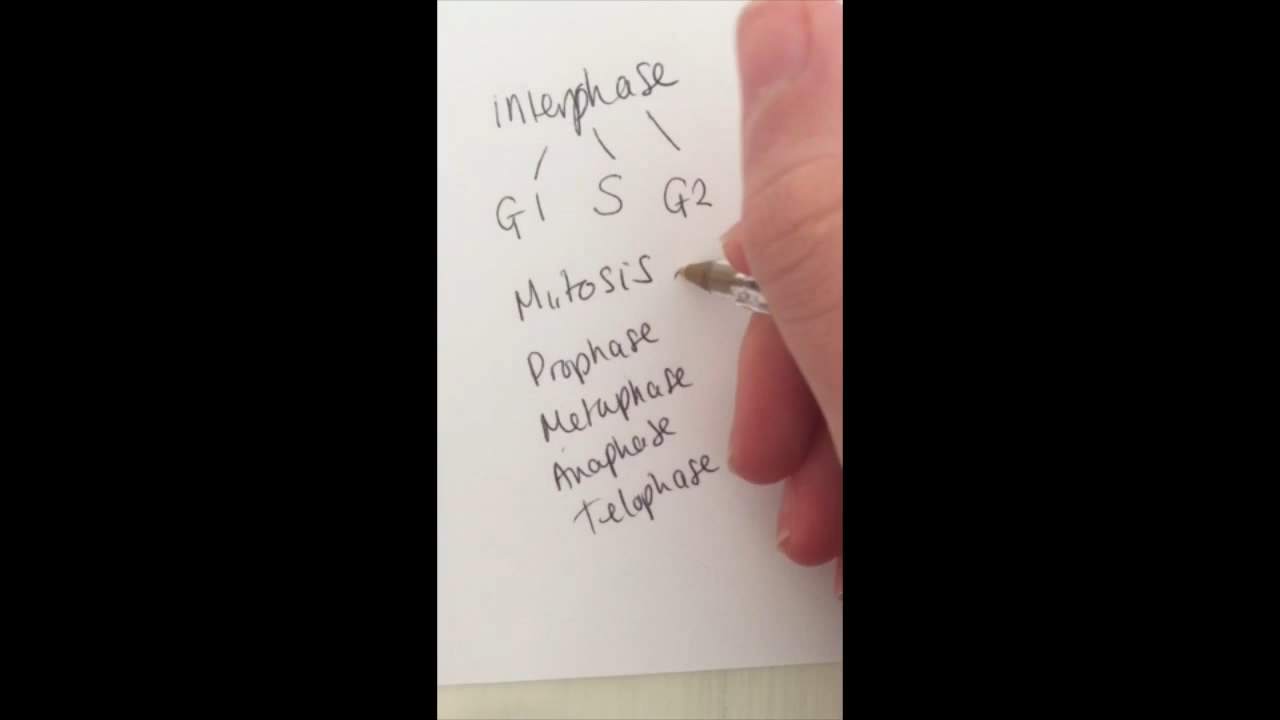 interphase
G1 S G2
Mitosis
Prophase
Metaphase
Anaphase
Telophase